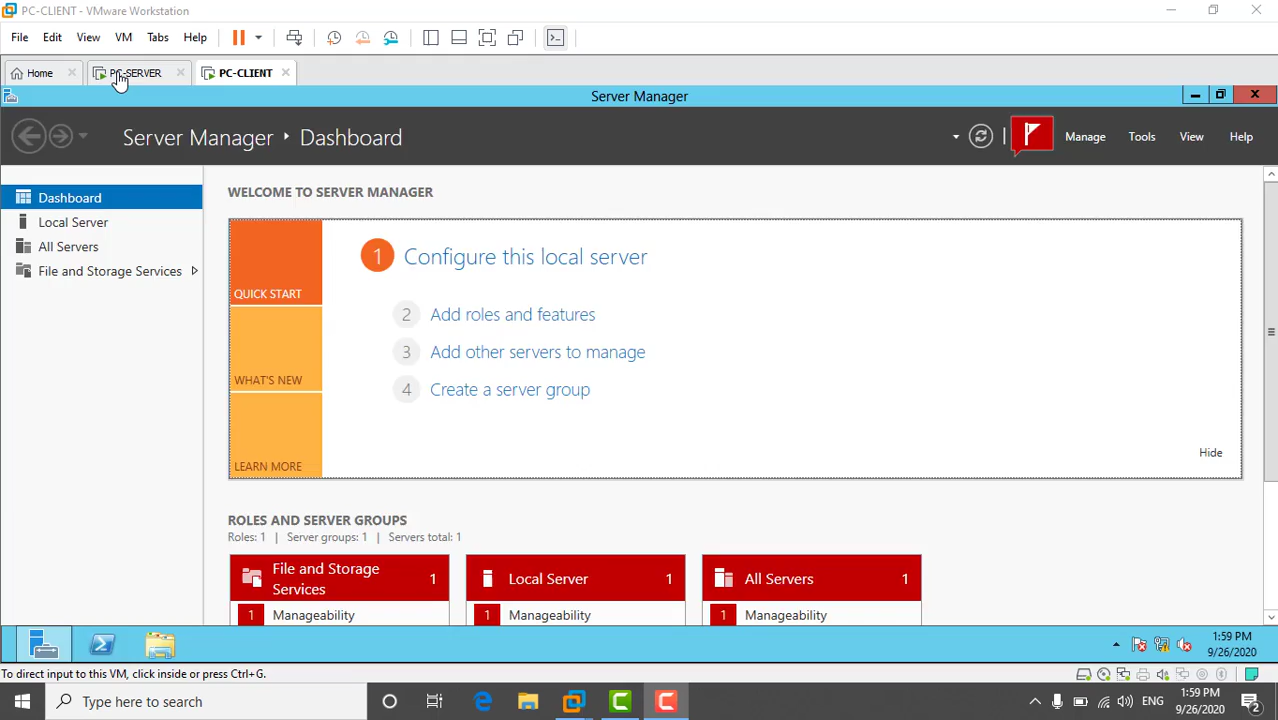 PC-CLIENT - VMware Workstation
File Edit View VM Tabs Help
Home PC-SERVER PC-CLIENT
Server Manager
Server Manager ▸ Dashboard
Manage Tools View Help
Dashboard
Local Server
All Servers
File and Storage Services
WELCOME TO SERVER MANAGER
QUICK START
WHAT'S NEW
LEARN MORE
1 Configure this local server
2 Add roles and features
3 Add other servers to manage
4 Create a server group
Hide
ROLES AND SERVER GROUPS
Roles: 1 | Server groups: 1 | Servers total: 1
File and Storage Services 1
1 Manageability
Local Server 1
1 Manageability
All Servers 1
1 Manageability
1:59 PM
9/26/2020
To direct input to this VM, click inside or press Ctrl+G.
Type here to search
ENG
1:59 PM
9/26/2020
2